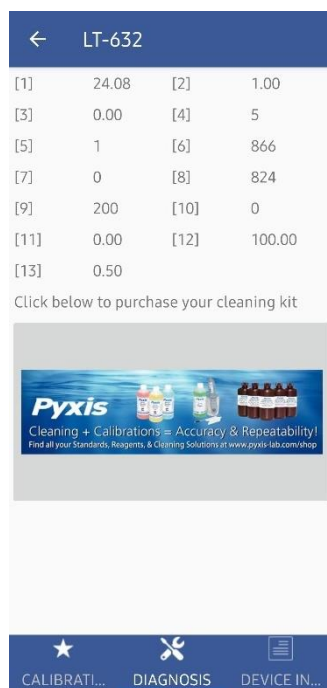 ← LT-632
[1] 24.08 [2] 1.00
[3] 0.00 [4] 5
[5] 1 [6] 866
[7] 0 [8] 824
[9] 200 [10] 0
[11] 0.00 [12] 100.00
[13] 0.50
Click below to purchase your cleaning kit
Pyxis
Cleaning + Calibrations = Accuracy & Repeatability!
Find all your Standards, Reagents, & Cleaning Solutions at www.pyxis-lab.com/shop
CALIBRATI... DIAGNOSIS DEVICE IN...